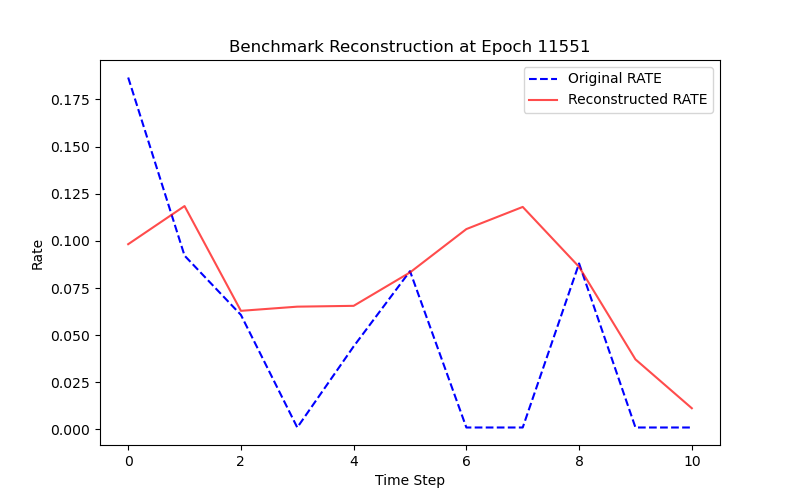 Benchmark Reconstruction at Epoch 11551
Original RATE
Reconstructed RATE
0.175
0.150
0.125
0.100
0.075
0.050
0.025
0.000
Rate
0 2 4 6 8 10
Time Step